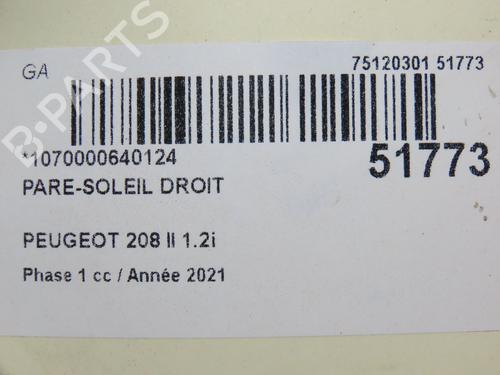 GA
75120301 51773
*1070000640124
51773
PARE-SOLEIL DROIT
PEUGEOT 208 II 1.2i
Phase 1 cc / Année 2021
B-PARTS